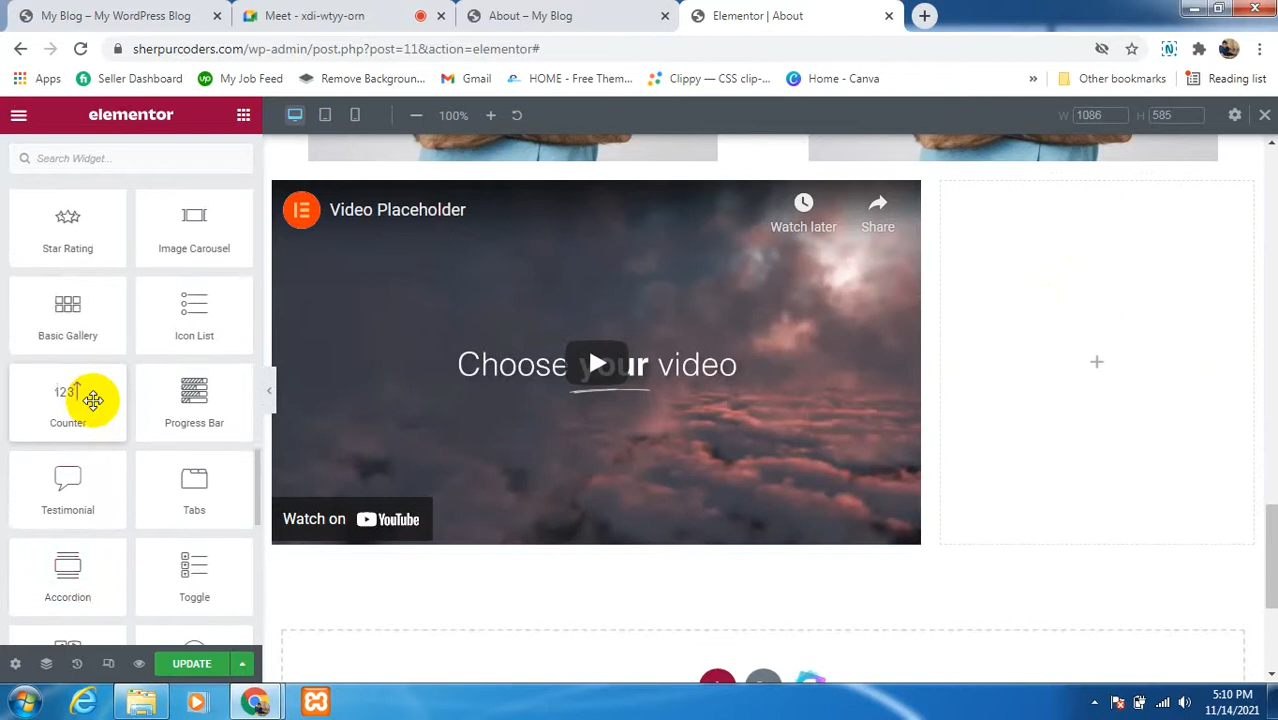 My Blog – My WordPress Blog
Meet - xdi-wtyy-orn
About – My Blog
Elementor | About
sherpurcoders.com/wp-admin/post.php?post=11&action=elementor#
Apps
Seller Dashboard
My Job Feed
Remove Backgroun...
Gmail
HOME - Free Them...
Clippy — CSS clip-...
Home - Canva
»
Other bookmarks
Reading list
elementor
100%
W 1086
H 585
Search Widget...
Star Rating
Image Carousel
Video Placeholder
Watch later
Share
Basic Gallery
Icon List
Choose your video
123
Counter
Progress Bar
Testimonial
Tabs
Watch on YouTube
Accordion
Toggle
UPDATE
5:10 PM
11/14/2021